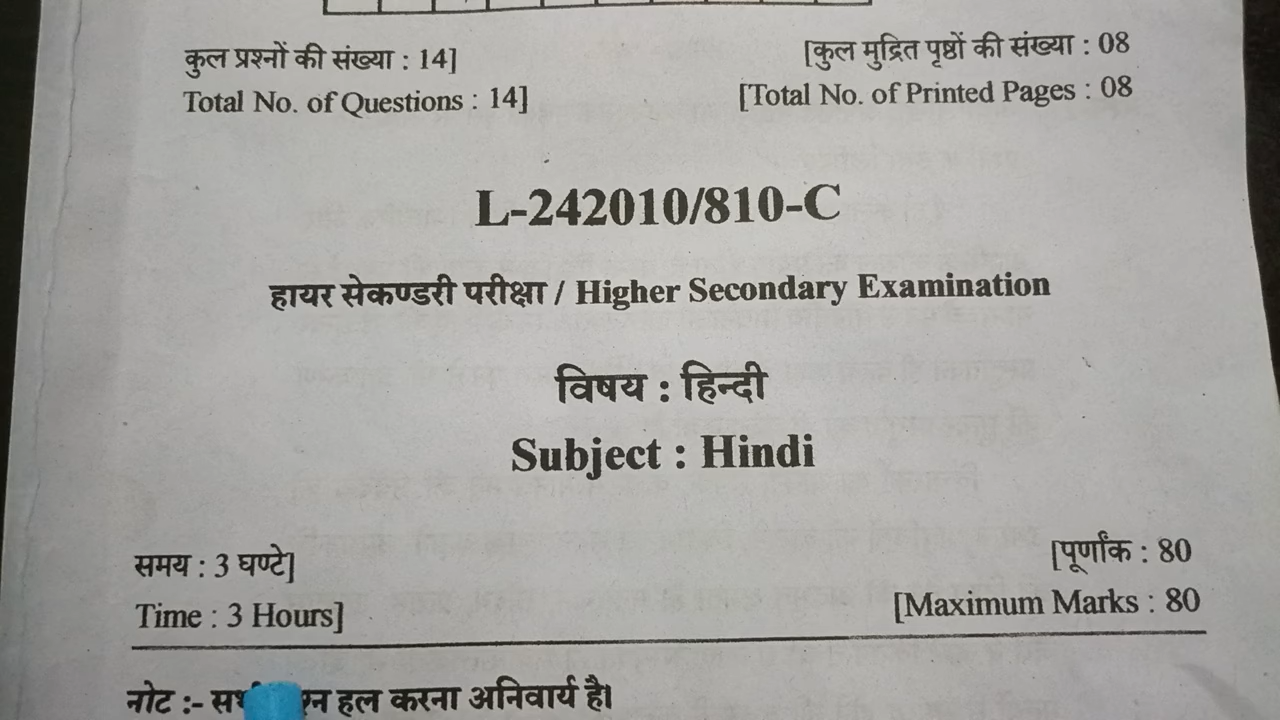 कुल प्रश्नों की संख्या : 14] [कुल मुद्रित पृष्ठों की संख्या : 08
Total No. of Questions : 14] [Total No. of Printed Pages : 08
L-242010/810-C
हायर सेकण्डरी परीक्षा / Higher Secondary Examination
विषय : हिन्दी
Subject : Hindi
समय : 3 घण्टे] [पूर्णांक : 80
Time : 3 Hours] [Maximum Marks : 80
नोट :- हल करना अनिवार्य है।